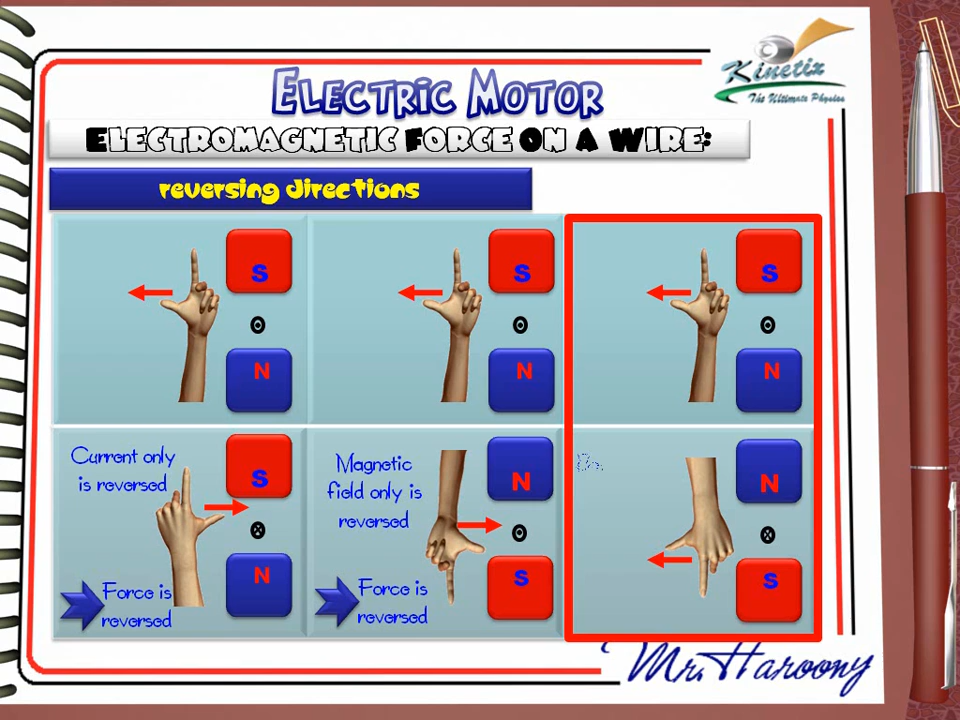 Kinetix
The Ultimate Physics
Electric Motor
Electromagnetic Force on a Wire:
reversing directions
S
N
S
N
S
N
Current only
is reversed
S
N
Force is
reversed
Magnetic
field only is
reversed
N
S
Force is
reversed
N
S
Mr.Haroony